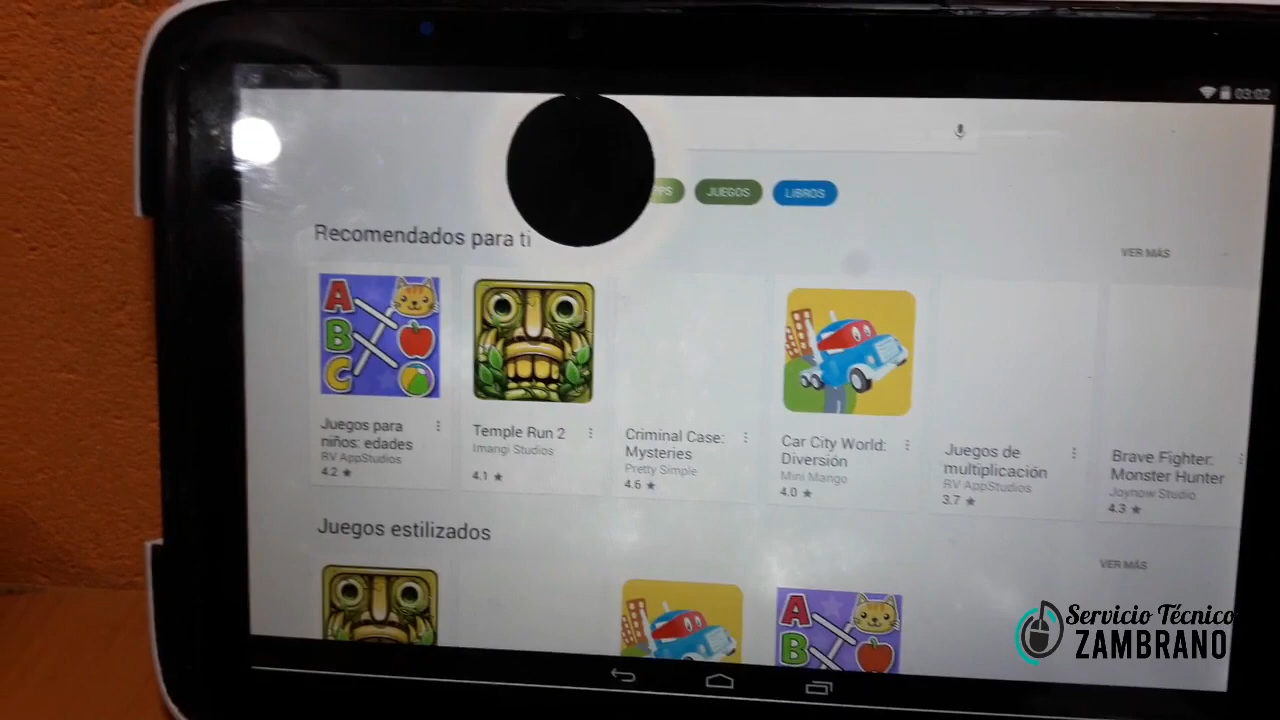 03:02
PPS
JUEGOS
LIBROS
Recomendados para ti
VER MÁS
A
B
C
Juegos para
niños: edades
RV AppStudios
4.2 ★
Temple Run 2
Imangi Studios
4.1 ★
Criminal Case:
Mysteries
Pretty Simple
4.6 ★
Car City World:
Diversión
Mini Mango
4.0 ★
Juegos de
multiplicación
RV AppStudios
3.7 ★
Brave Fighter:
Monster Hunter
Joynow Studio
4.3 ★
Juegos estilizados
VER MÁS
A
B
Servicio Técnico
ZAMBRANO